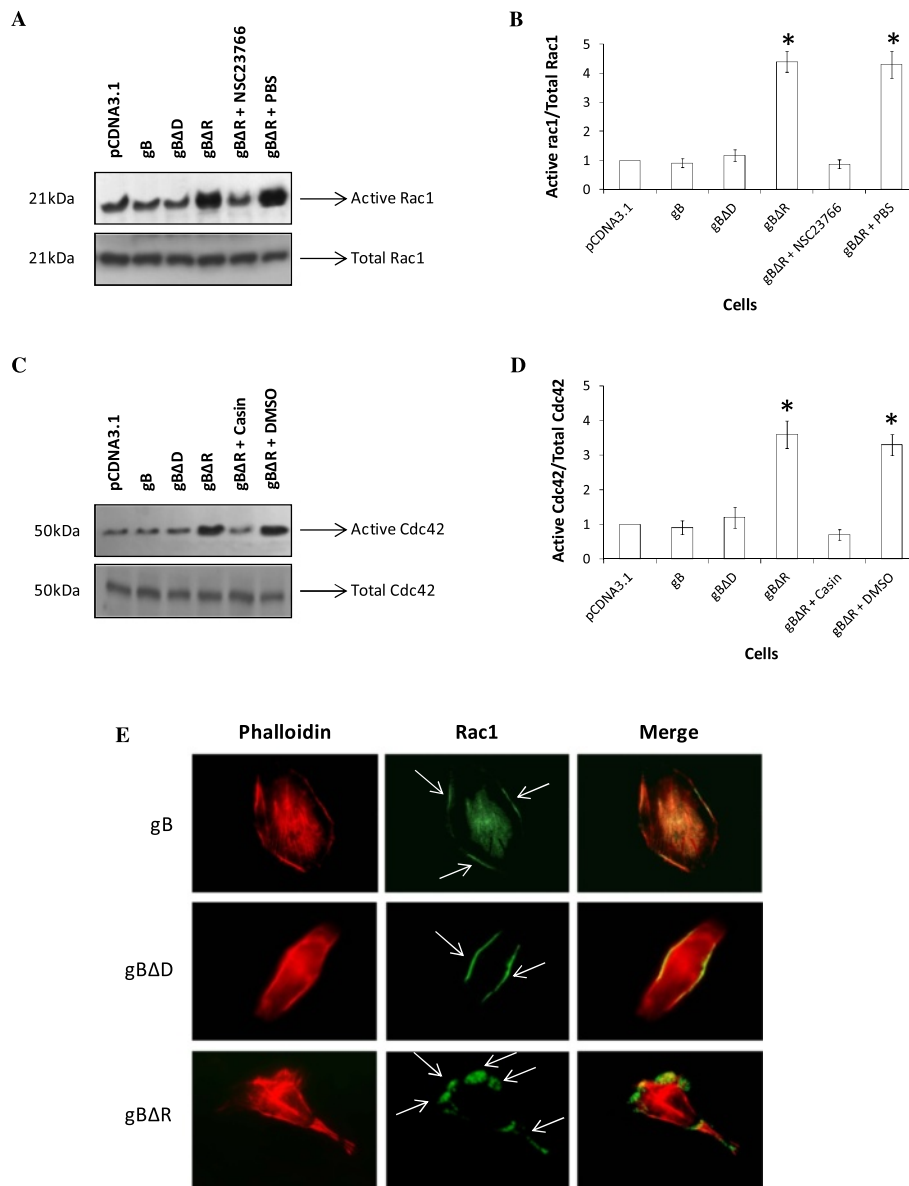 A
pCDNA3.1
gB
gBΔD
gBΔR
gBΔR + NSC23766
gBΔR + PBS
21kDa
Active Rac1
21kDa
Total Rac1
B
Active rac1/Total Rac1
5
4
3
2
1
0
*
*
pCDNA3.1
gB
gBΔD
gBΔR
gBΔR + NSC23766
gBΔR + PBS
Cells
C
pCDNA3.1
gB
gBΔD
gBΔR
gBΔR + Casin
gBΔR + DMSO
50kDa
Active Cdc42
50kDa
Total Cdc42
D
Active Cdc42/Total Cdc42
5
4
3
2
1
0
*
*
pCDNA3.1
gB
gBΔD
gBΔR
gBΔR + Casin
gBΔR + DMSO
Cells
E
Phalloidin
Rac1
Merge
gB
gBΔD
gBΔR